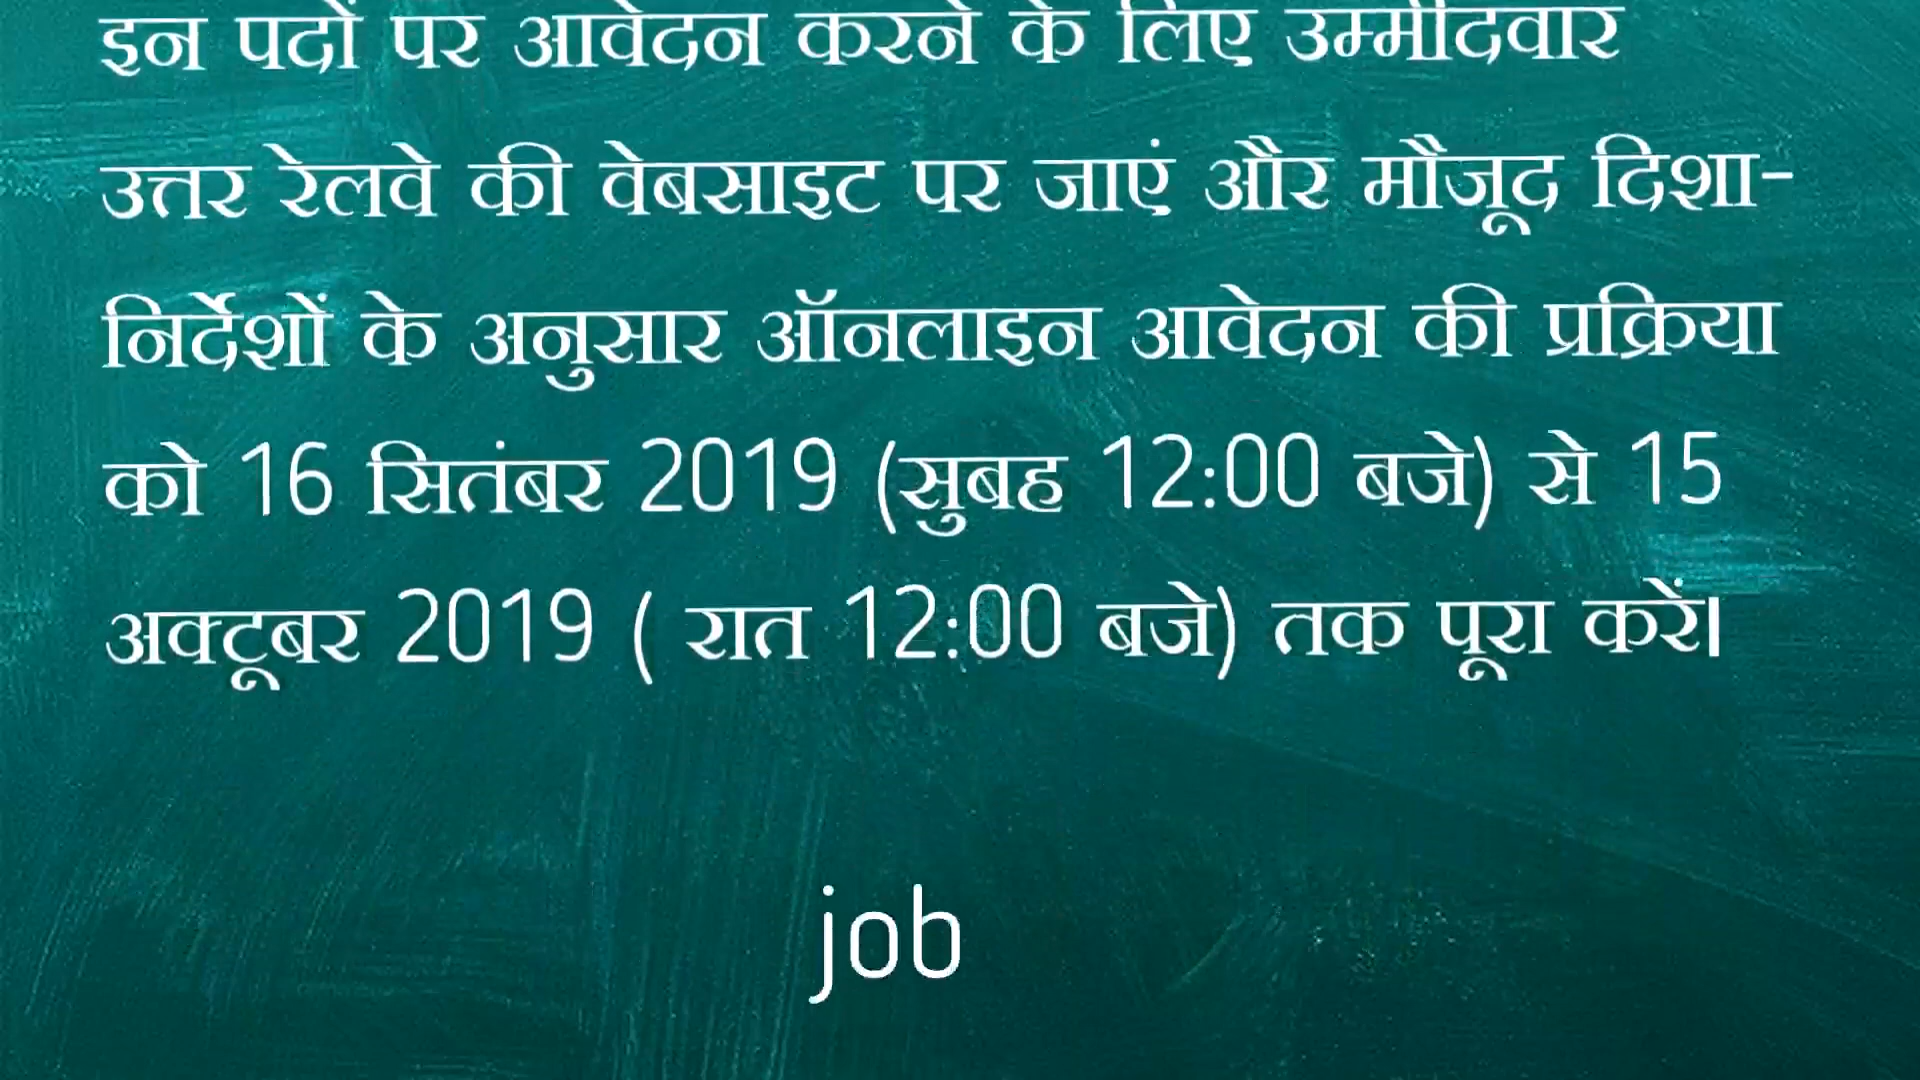 इन पदों पर आवेदन करने के लिए उम्मीदवार
उत्तर रेलवे की वेबसाइट पर जाएं और मौजूद दिशा-
निर्देशों के अनुसार ऑनलाइन आवेदन की प्रक्रिया
को 16 सितंबर 2019 (सुबह 12:00 बजे) से 15
अक्टूबर 2019 ( रात 12:00 बजे) तक पूरा करें।
job